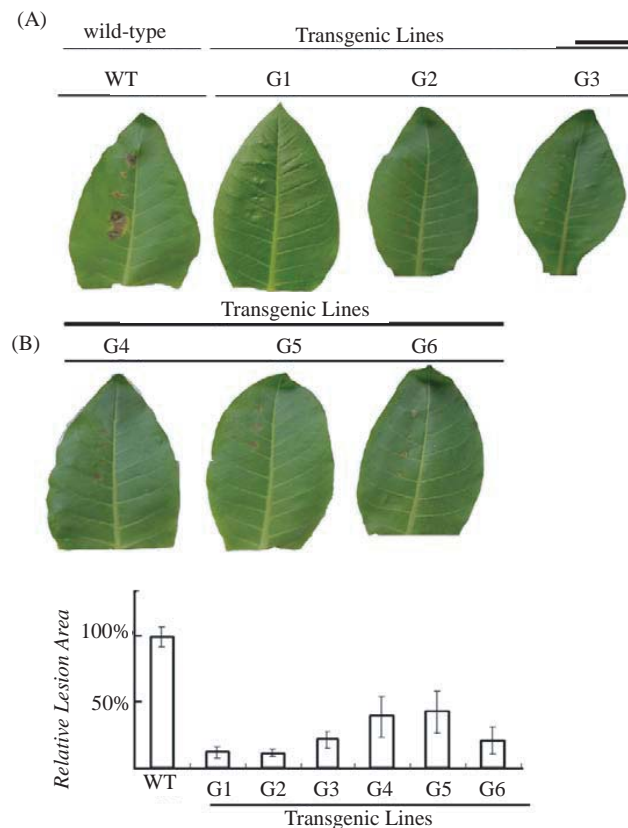 (A)
wild-type Transgenic Lines
WT G1 G2 G3
Transgenic Lines
(B)
G4 G5 G6
Relative Lesion Area
100%
50%
WT G1 G2 G3 G4 G5 G6
Transgenic Lines